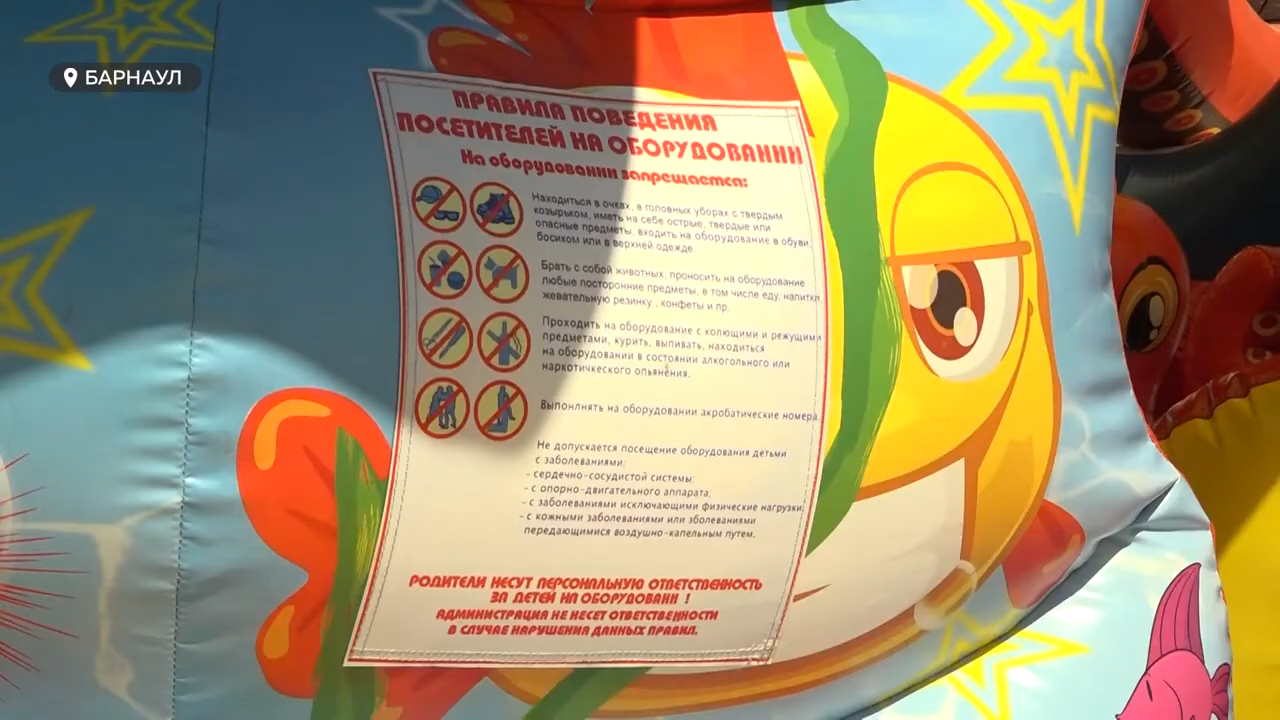 БАРНАУЛ
ПРАВИЛА ПОВЕДЕНИЯ
ПОСЕТИТЕЛЕЙ НА ОБОРУДОВАНИИ
На оборудовании запрещается:
Находиться в очках, в головных уборах с твердым
козырьком, иметь на себе острые, твердые или
опасные предметы, входить на оборудование в обуви,
босиком или в верхней одежде.
Брать с собой животных, проносить на оборудование
любые посторонние предметы, в том числе еду, напитки,
жевательную резинку , конфеты и пр.
Проходить на оборудование с колющими и режущими
предметами, курить, выпивать, находиться
на оборудовании в состоянии алкогольного или
наркотичкеского опьянения.
Выполнлять на оборудовании акробатические номера.
Не допускается посещение оборудования детьми
с заболеваниями:
- сердечно-сосудистой системы;
- с опорно-двигательного аппарата;
- с заболеваниями исключающими физические нагрузки;
- с кожными заболеваниями или зболеваниями
передающимися воздушно-капельным путем.
РОДИТЕЛИ НЕСУТ ПЕРСОНАЛЬНУЮ ОТВЕТСТВЕННОСТЬ
ЗА ДЕТЕЙ НА ОБОРУДОВАНИ !
АДМИНИСТРАЦИЯ НЕ НЕСЕТ ОТВЕТСТВЕННОСТИ
В СЛУЧАЕ НАРУШЕНИЯ ДАННЫХ ПРАВИЛ.